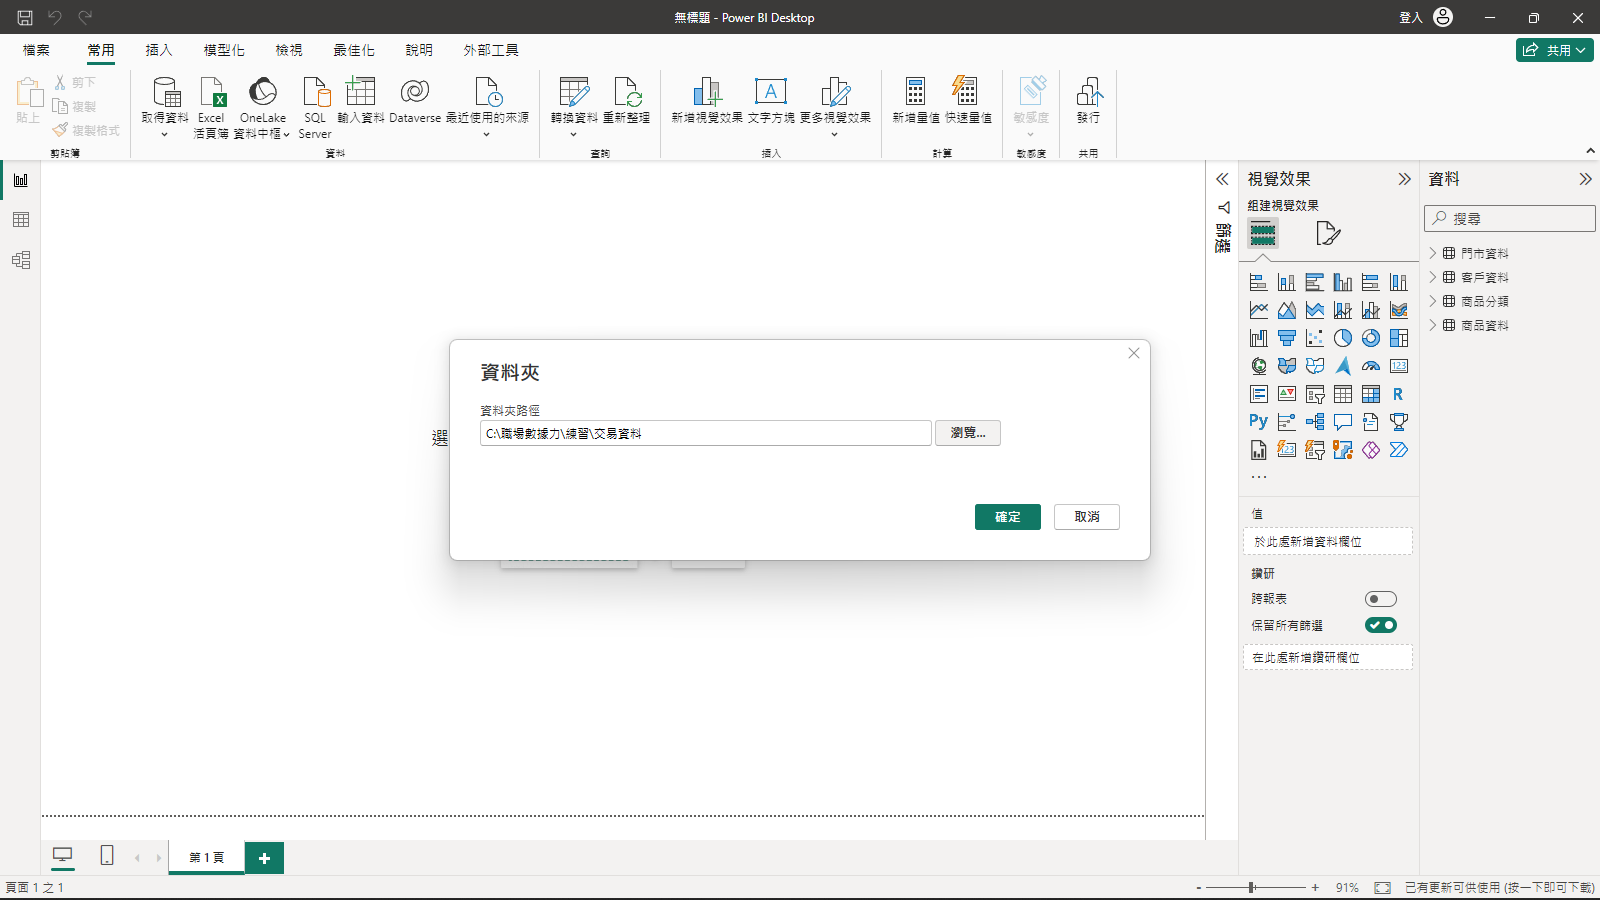 無標題 - Power BI Desktop
登入
檔案
常用
插入
模型化
檢視
最佳化
說明
外部工具
共用
貼上
剪下
複製
複製格式
剪貼簿
取得資料
Excel
活頁簿
OneLake
資料中樞
SQL
Server
輸入資料
Dataverse
最近使用的來源
資料
轉換資料
重新整理
查詢
新增視覺效果
文字方塊
更多視覺效果
插入
新增量值
快速量值
計算
敏感度
敏感度
發行
共用
篩選
視覺效果
組建視覺效果
資料
搜尋
門市資料
客戶資料
商品分類
商品資料
選
資料夾
資料夾路徑
C:\職場數據力\練習\交易資料
瀏覽...
確定
取消
值
於此處新增資料欄位
鑽研
跨報表
保留所有篩選
在此處新增鑽研欄位
第 1 頁
頁面 1 之 1
- + 91%
已有更新可供使用 (按一下即可下載)